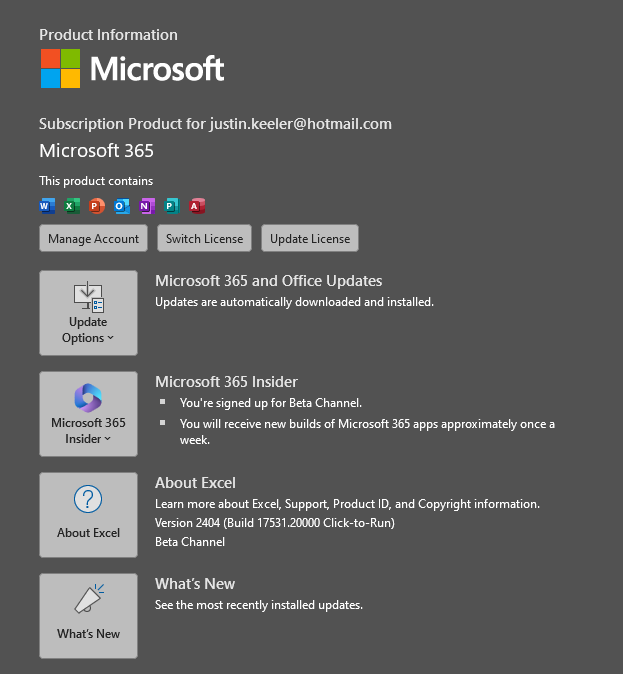 Product Information
Microsoft
Subscription Product for justin.keeler@hotmail.com
Microsoft 365
This product contains
W X P O N P A
Manage Account Switch License Update License
Update
Options
Microsoft 365 and Office Updates
Updates are automatically downloaded and installed.
Microsoft 365
Insider
Microsoft 365 Insider
You're signed up for Beta Channel.
You will receive new builds of Microsoft 365 apps approximately once a
week.
About Excel
About Excel
Learn more about Excel, Support, Product ID, and Copyright information.
Version 2404 (Build 17531.20000 Click-to-Run)
Beta Channel
What's New
What's New
See the most recently installed updates.